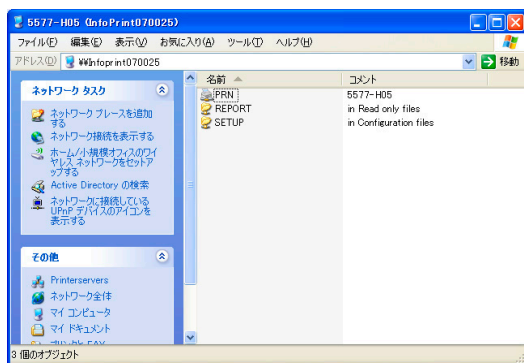 5577-H05 (InfoPrint070025)
ファイル(F) 編集(E) 表示(V) お気に入り(A) ツール(T) ヘルプ(H)
アドレス(D) ¥¥Infoprint070025 移動
ネットワーク タスク
ネットワーク プレースを追加
する
ネットワーク接続を表示する
ホーム/小規模オフィスのワイ
ヤレス ネットワークをセットア
ップする
Active Directory の検索
ネットワークに接続している
UPnP デバイスのアイコンを
表示する
その他
Printerservers
ネットワーク全体
マイ コンピュータ
マイ ドキュメント
プリンタと FAX
名前 コメント
PRN 5577-H05
REPORT in Read only files
SETUP in Configuration files
3 個のオブジェクト